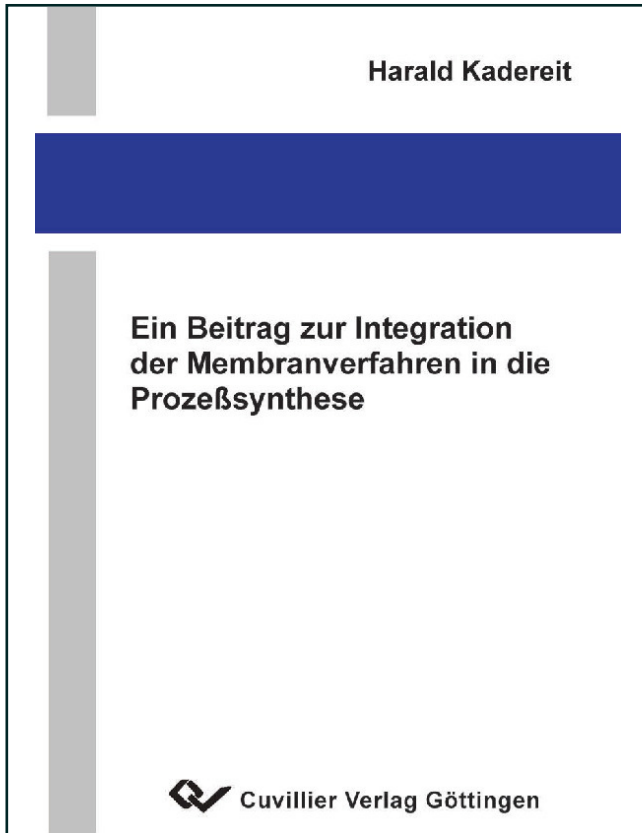 Harald Kadereit
Ein Beitrag zur Integration
der Membranverfahren in die
Prozeßsynthese
Cuvillier Verlag Göttingen